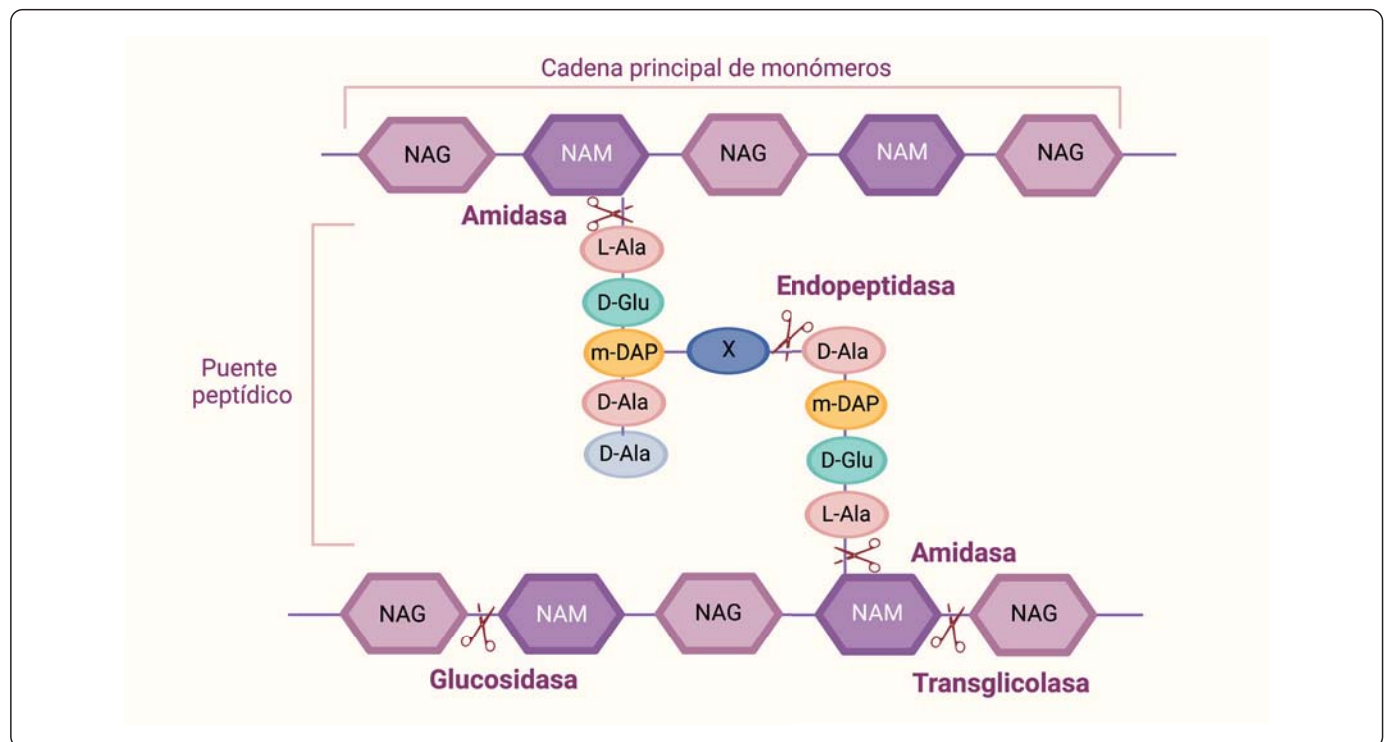 Cadena principal de monómeros
NAG NAM NAG NAM NAG
Amidasa
L-Ala
D-Glu
Endopeptidasa
m-DAP X D-Ala
Puente
peptídico
D-Ala m-DAP
D-Ala D-Glu
L-Ala
Amidasa
NAG NAM NAG NAM NAG
Glucosidasa Transglicolasa